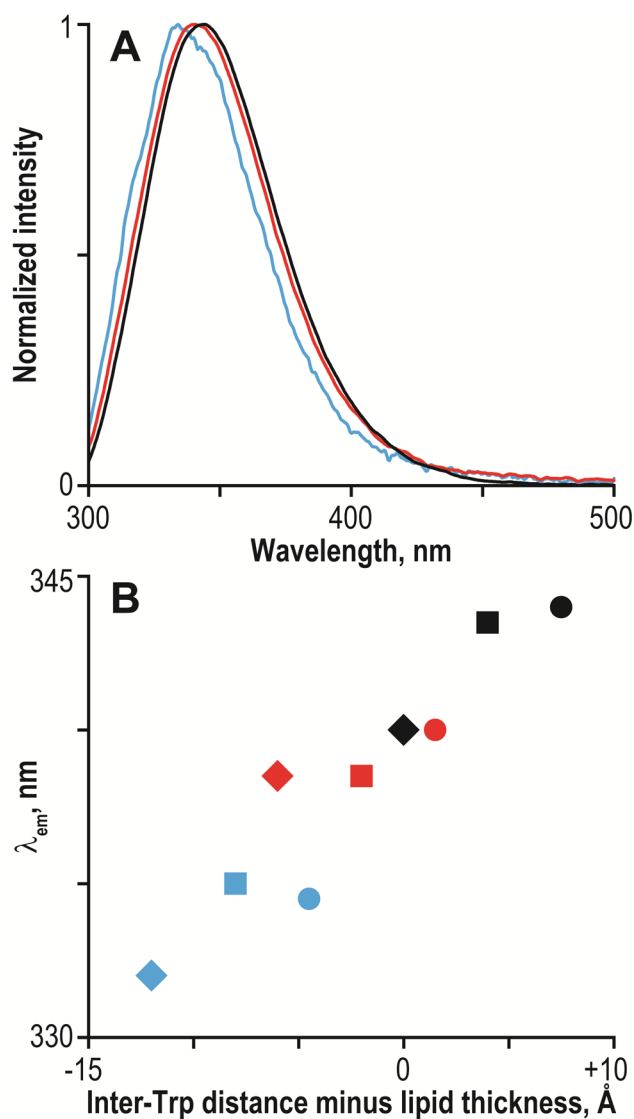 A
1
Normalized intensity
0
300
400
500
Wavelength, nm
B
345
λem, nm
330
-15
0
+10
Inter-Trp distance minus lipid thickness, Å